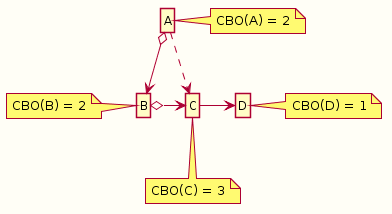 A
CBO(A) = 2
CBO(B) = 2
B
C
D
CBO(D) = 1
CBO(C) = 3